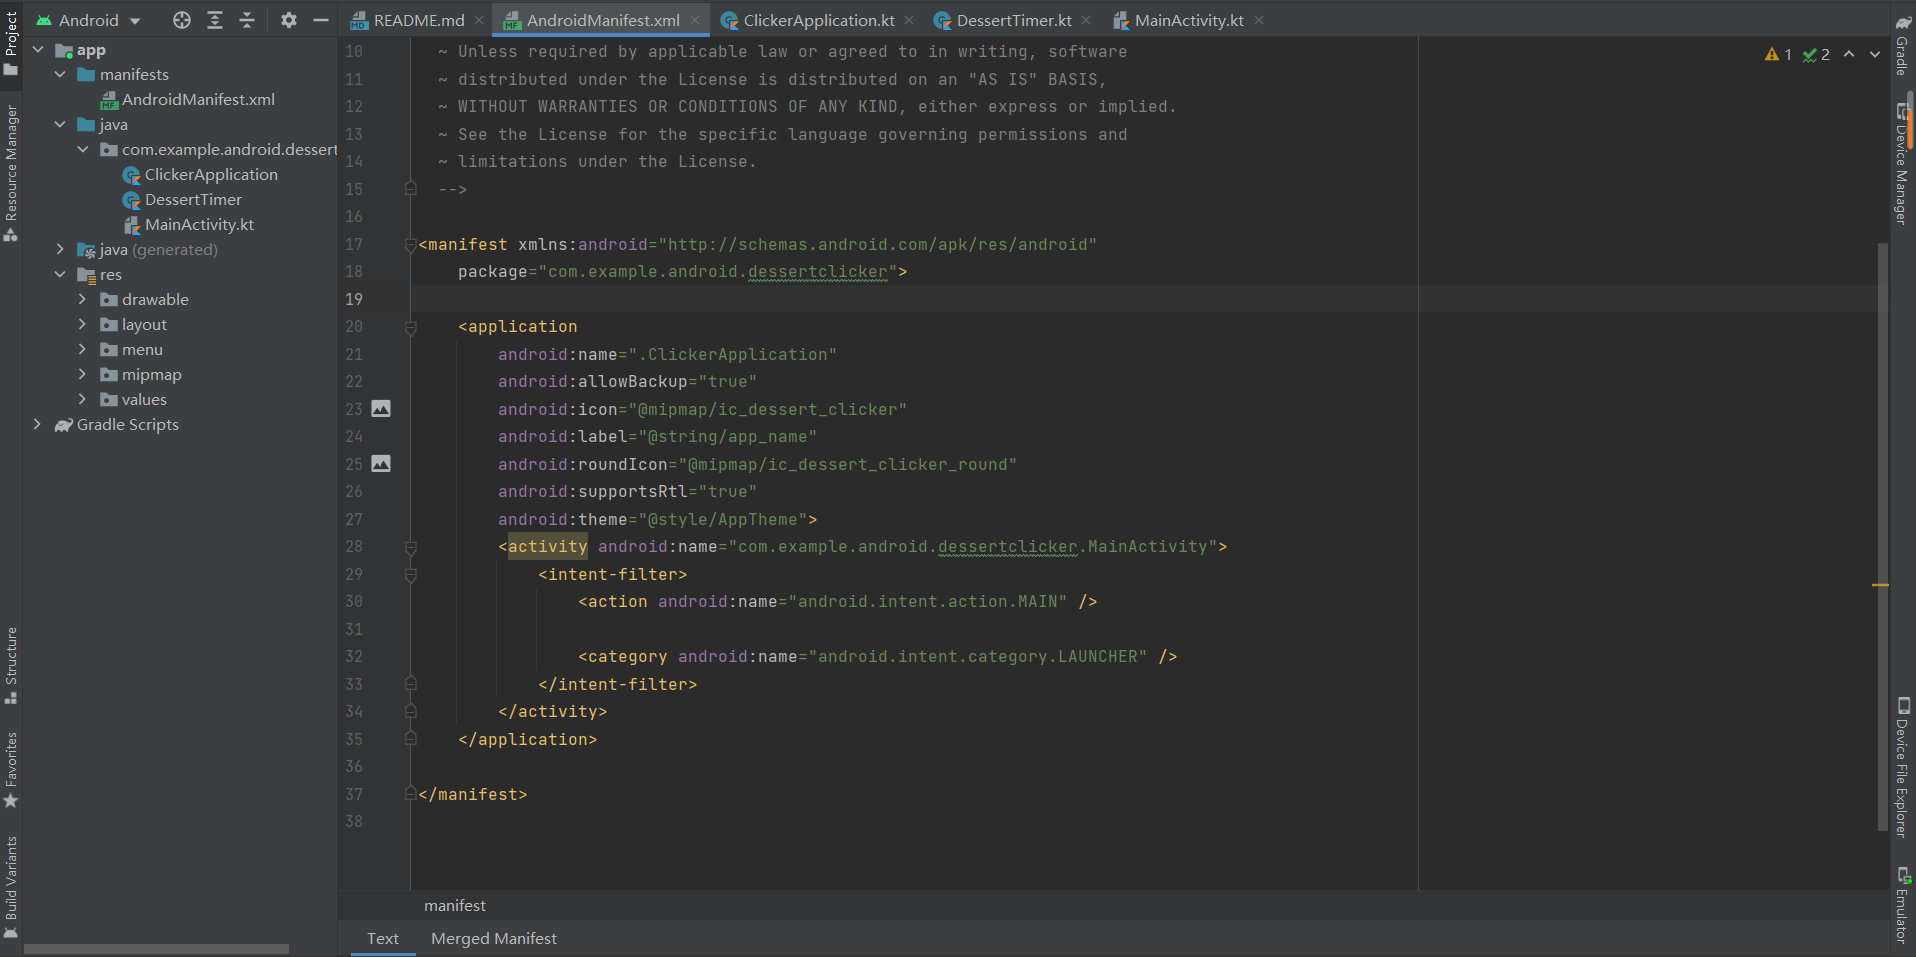 Android
README.md
AndroidManifest.xml
ClickerApplication.kt
DessertTimer.kt
MainActivity.kt
Project
Resource Manager
Structure
Favorites
Build Variants
app
manifests
AndroidManifest.xml
java
com.example.android.dessert
ClickerApplication
DessertTimer
MainActivity.kt
java (generated)
res
drawable
layout
menu
mipmap
values
Gradle Scripts
10 ~ Unless required by applicable law or agreed to in writing, software
11 ~ distributed under the License is distributed on an "AS IS" BASIS,
12 ~ WITHOUT WARRANTIES OR CONDITIONS OF ANY KIND, either express or implied.
13 ~ See the License for the specific language governing permissions and
14 ~ limitations under the License.
15 -->
16
17 <manifest xmlns:android="http://schemas.android.com/apk/res/android"
18 package="com.example.android.dessertclicker">
19
20 <application
21 android:name=".ClickerApplication"
22 android:allowBackup="true"
23 android:icon="@mipmap/ic_dessert_clicker"
24 android:label="@string/app_name"
25 android:roundIcon="@mipmap/ic_dessert_clicker_round"
26 android:supportsRtl="true"
27 android:theme="@style/AppTheme">
28 <activity android:name="com.example.android.dessertclicker.MainActivity">
29 <intent-filter>
30 <action android:name="android.intent.action.MAIN" />
31
32 <category android:name="android.intent.category.LAUNCHER" />
33 </intent-filter>
34 </activity>
35 </application>
36
37 </manifest>
38
1 2
manifest
Text Merged Manifest
Gradle
Device Manager
Device File Explorer
Emulator